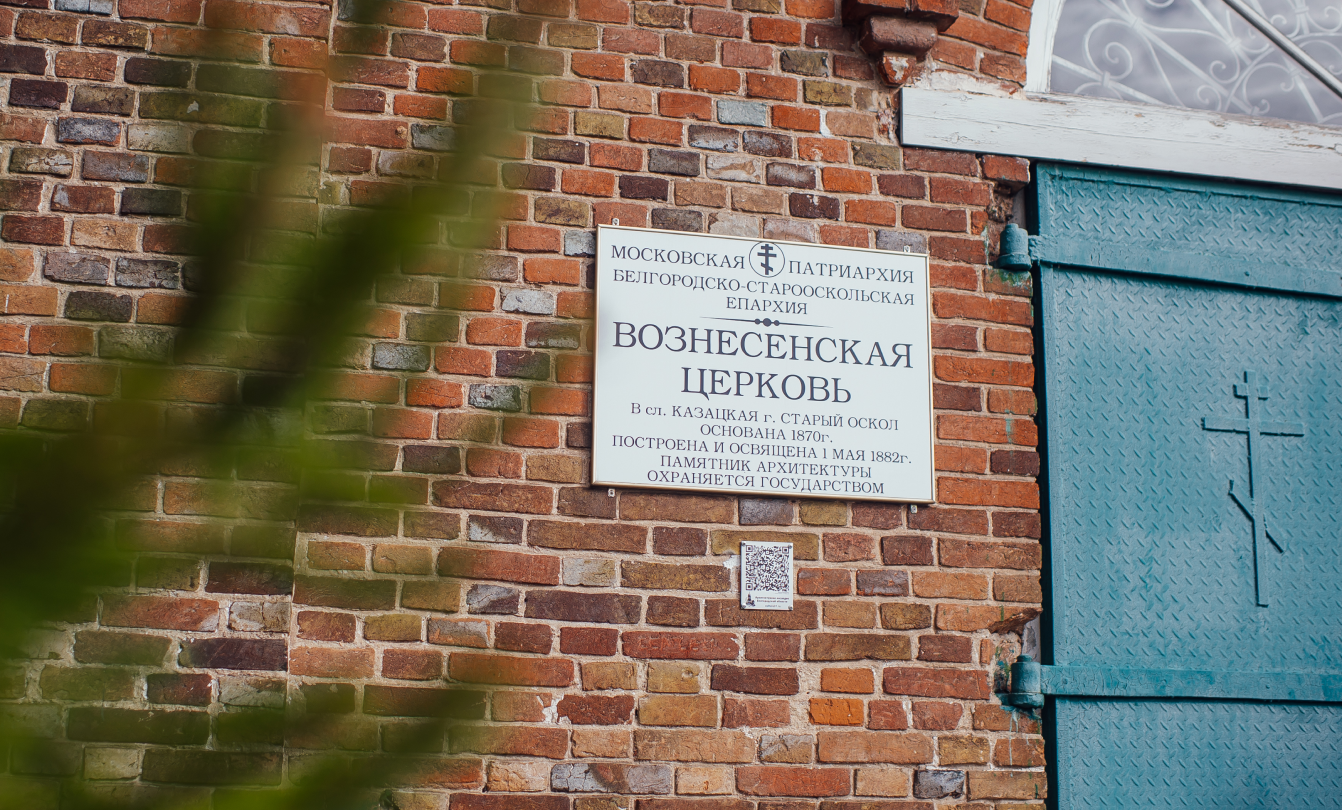 МОСКОВСКАЯ ПАТРИАРХИЯ
БЕЛГОРОДСКО-СТАРООСКОЛЬСКАЯ
ЕПАРХИЯ
ВОЗНЕСЕНСКАЯ
ЦЕРКОВЬ
В сл. КАЗАЦКАЯ г. СТАРЫЙ ОСКОЛ
ОСНОВАНА 1870г.
ПОСТРОЕНА И ОСВЯЩЕНА 1 МАЯ 1882г.
ПАМЯТНИК АРХИТЕКТУРЫ
ОХРАНЯЕТСЯ ГОСУДАРСТВОМ